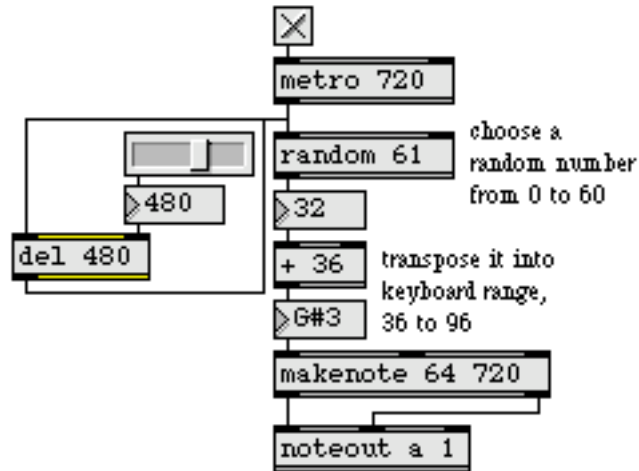 metro 720
choose a
random 61
random number
from 0 to 60
480
32
del 480
+ 36
transpose it into
keyboard range,
36 to 96
G#3
makenote 64 720
noteout a 1